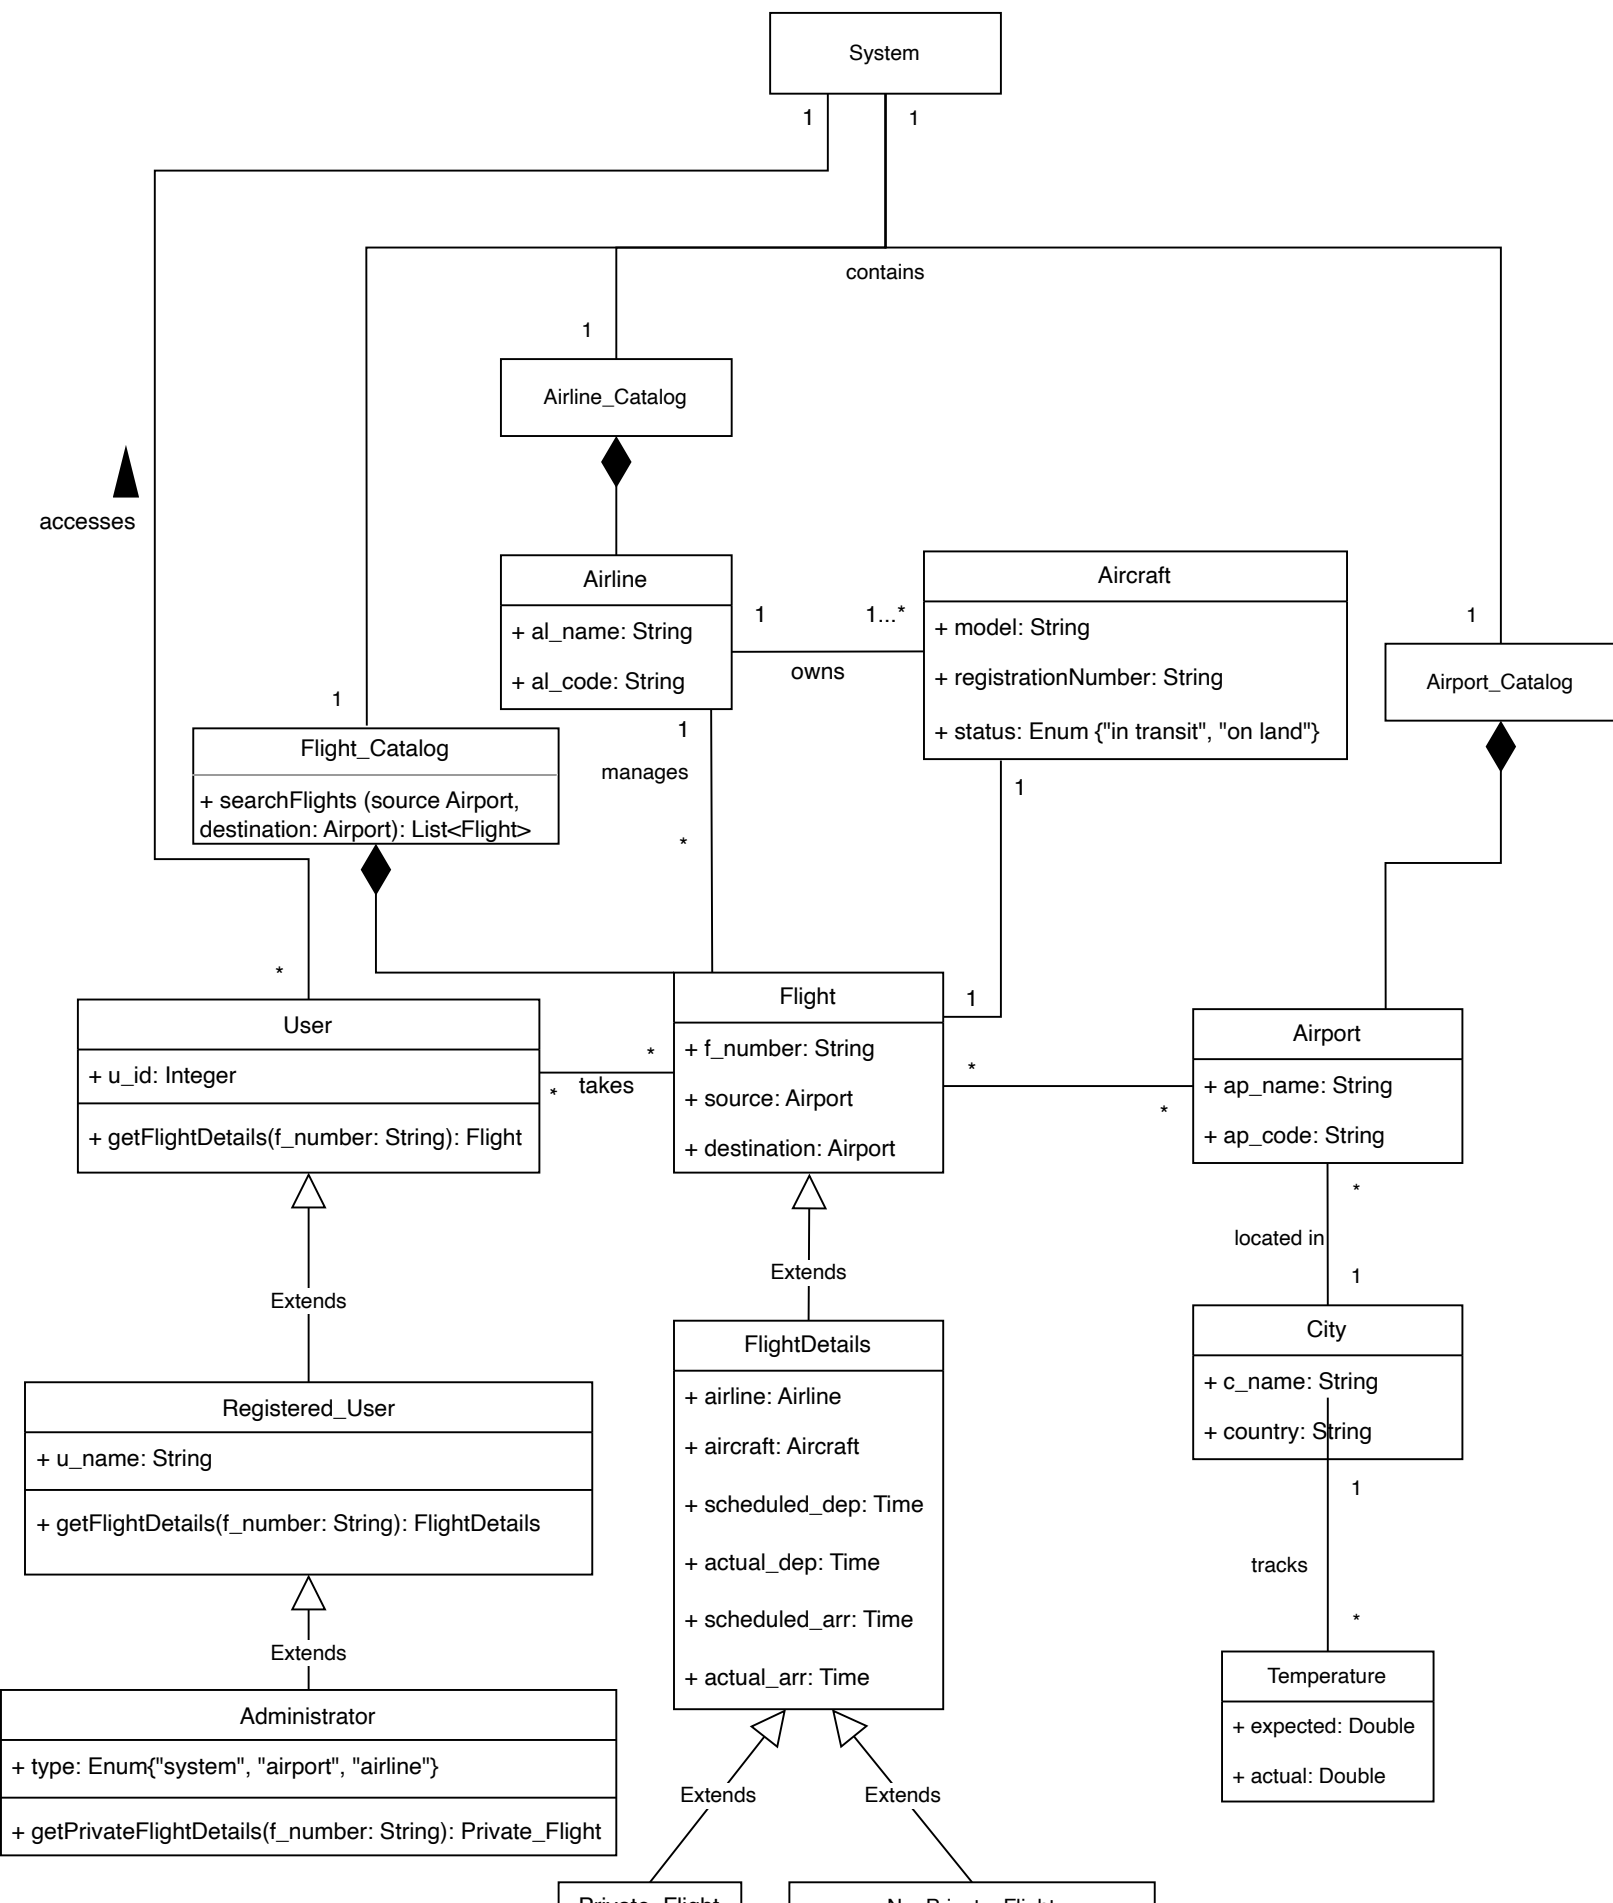 System
1
1
contains
1
Airline_Catalog
accesses
Airline
+ al_name: String
+ al_code: String
1
1...*
owns
Aircraft
+ model: String
+ registrationNumber: String
+ status: Enum {"in transit", "on land"}
1
Airport_Catalog
1
Flight_Catalog
+ searchFlights (source Airport,
destination: Airport): List<Flight>
1
manages
*
1
*
User
+ u_id: Integer
+ getFlightDetails(f_number: String): Flight
*
*
takes
Flight
+ f_number: String
+ source: Airport
+ destination: Airport
1
*
*
Airport
+ ap_name: String
+ ap_code: String
*
located in
1
Extends
Extends
City
+ c_name: String
+ country: String
1
tracks
*
Registered_User
+ u_name: String
+ getFlightDetails(f_number: String): FlightDetails
FlightDetails
+ airline: Airline
+ aircraft: Aircraft
+ scheduled_dep: Time
+ actual_dep: Time
+ scheduled_arr: Time
+ actual_arr: Time
Extends
Temperature
+ expected: Double
+ actual: Double
Administrator
+ type: Enum{"system", "airport", "airline"}
+ getPrivateFlightDetails(f_number: String): Private_Flight
Extends
Extends
Private_Flight